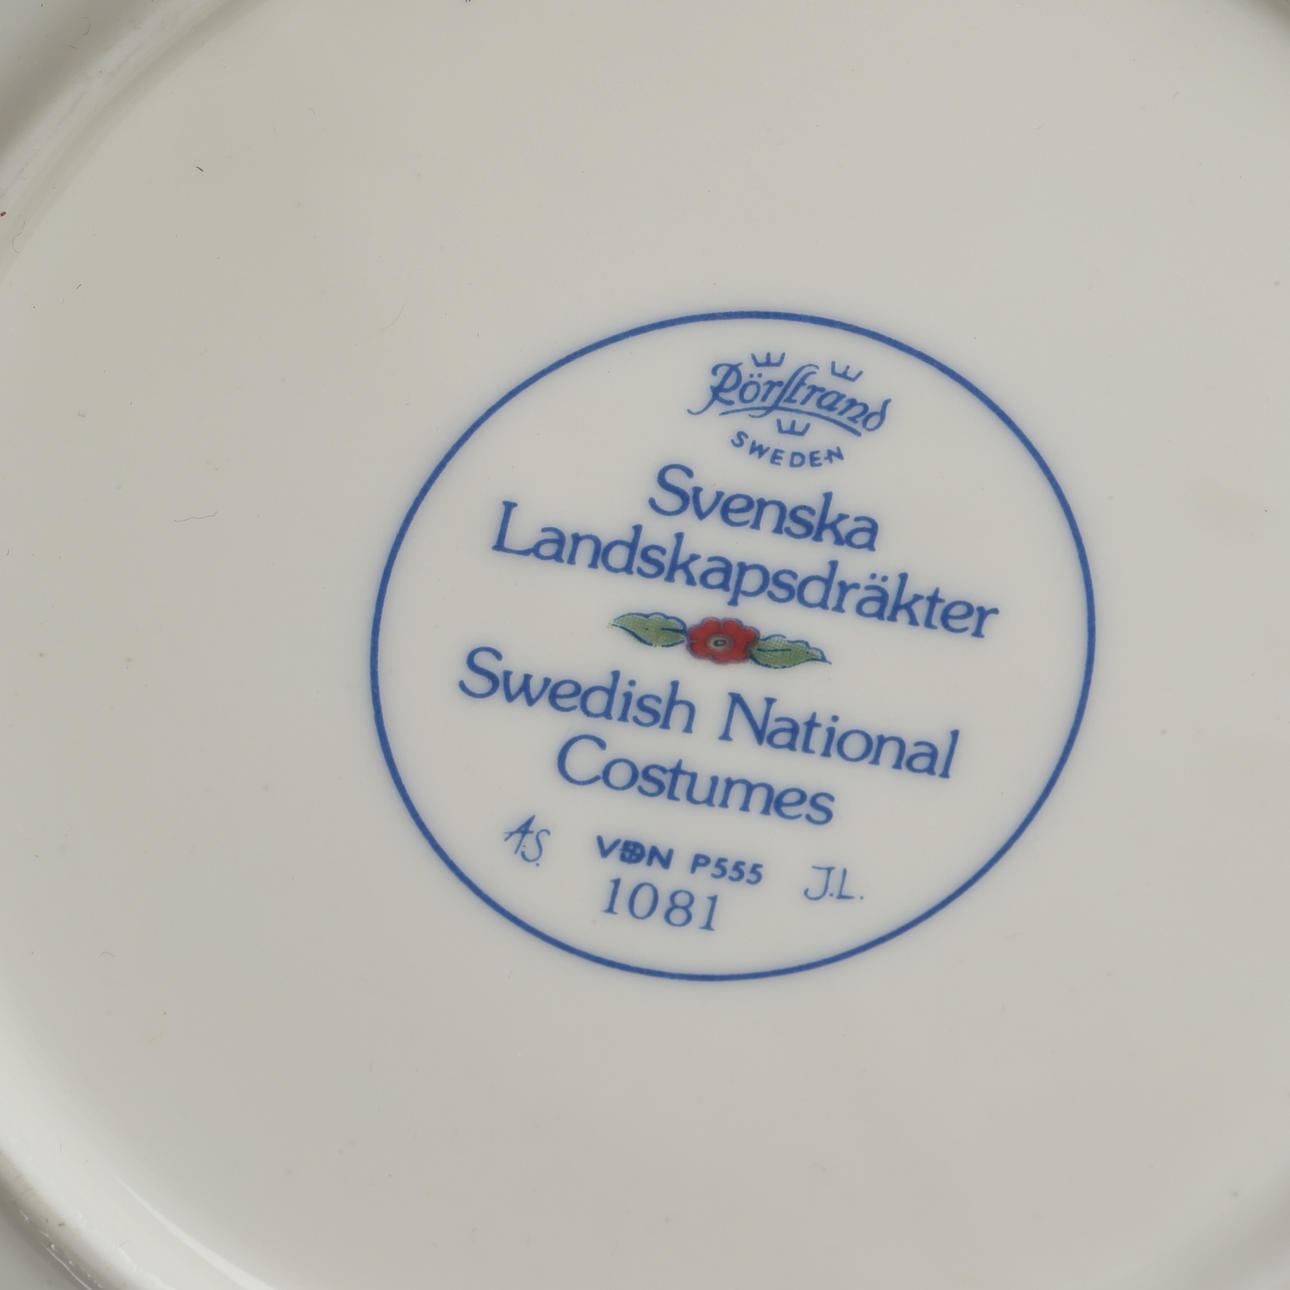 Rörstrand
SWEDEN
Svenska
Landskapsdräkter
Swedish National
Costumes
A.S. VDN P555 J.L.
1081